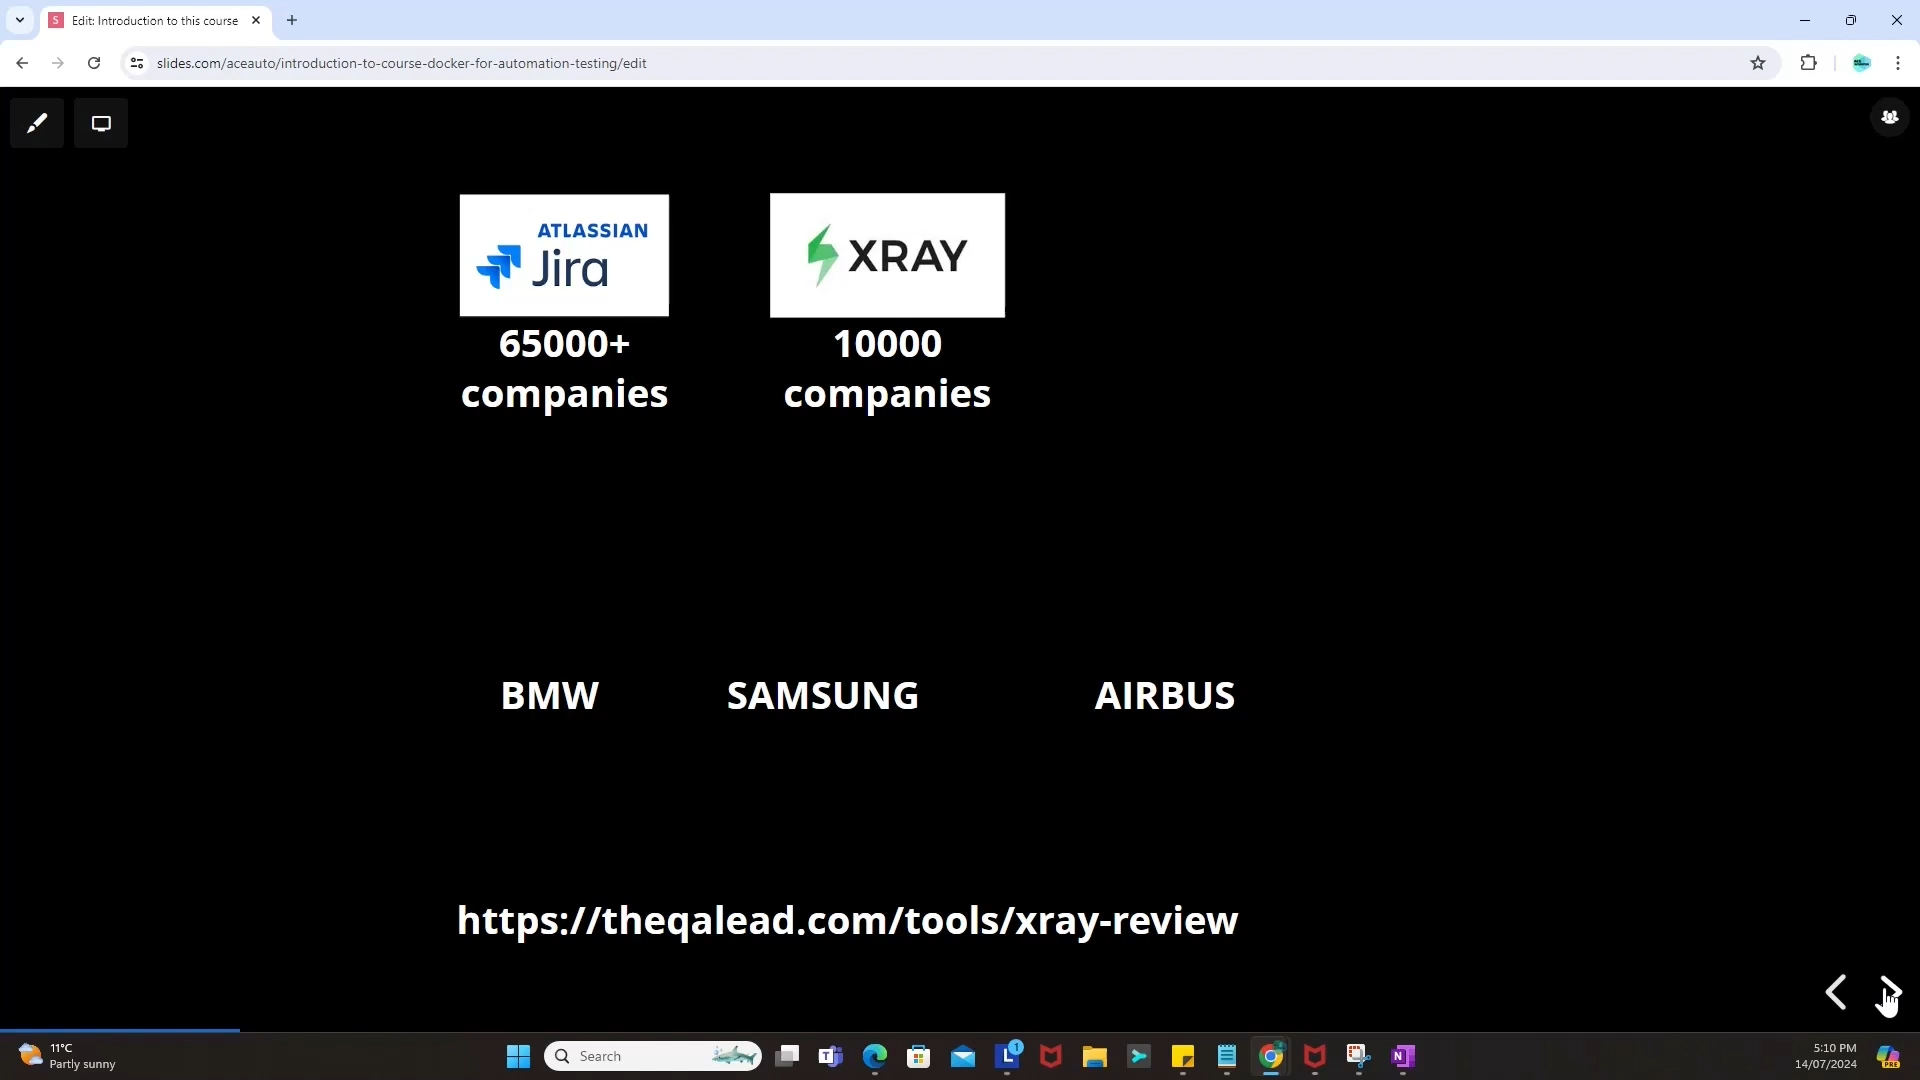 Edit: Introduction to this course
slides.com/aceauto/introduction-to-course-docker-for-automation-testing/edit
ATLASSIAN
Jira
XRAY
65000+
companies
10000
companies
BMW
SAMSUNG
AIRBUS
https://theqalead.com/tools/xray-review
11°C
Partly sunny
Search
1
5:10 PM
14/07/2024